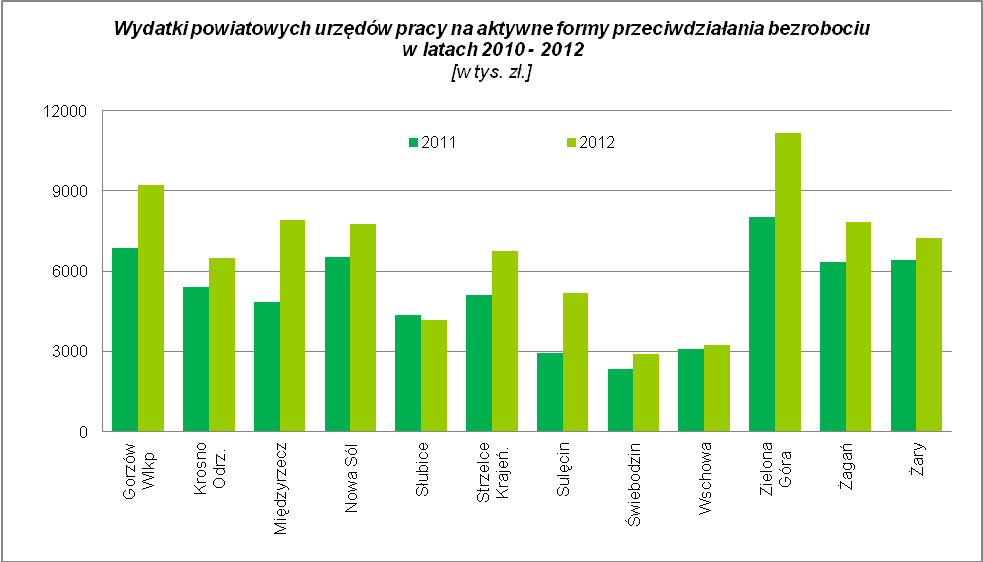 Wydatki powiatowych urzędów pracy na aktywne formy przeciwdziałania bezrobociu
w latach 2010 - 2012
[w tys. zł.]
12000
9000
6000
3000
0
2011
2012
Gorzów
Wlkp
Krosno
Odrz.
Międzyrzecz
Nowa Sól
Słubice
Strzelce
Krajeń.
Sulęcin
Świebodzin
Wschowa
Zielona
Góra
Żagań
Żary